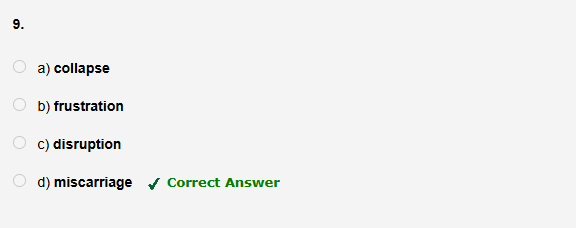 9.
a) collapse
b) frustration
c) disruption
d) miscarriage ✓ Correct Answer